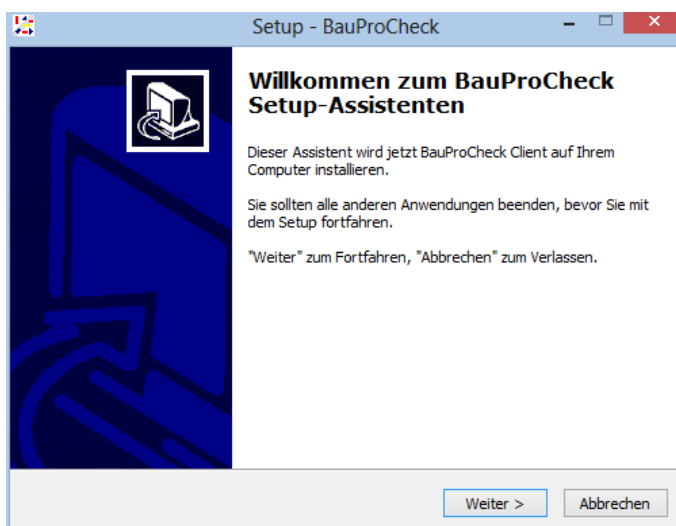 Setup - BauProCheck
Willkommen zum BauProCheck
Setup-Assistenten
Dieser Assistent wird jetzt BauProCheck Client auf Ihrem
Computer installieren.
Sie sollten alle anderen Anwendungen beenden, bevor Sie mit
dem Setup fortfahren.
"Weiter" zum Fortfahren, "Abbrechen" zum Verlassen.
Weiter >
Abbrechen